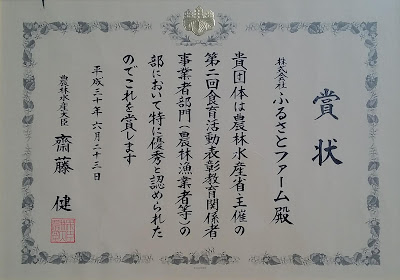 賞状
株式会社 ふるさとファーム 殿
貴団体は農林水産省主催の
第二回食育活動表彰教育関係者
事業者部門(農林漁業者等)の
部において特に優秀と認められた
のでこれを賞します
平成三十年六月二十三日
農林水産大臣 齋藤 健